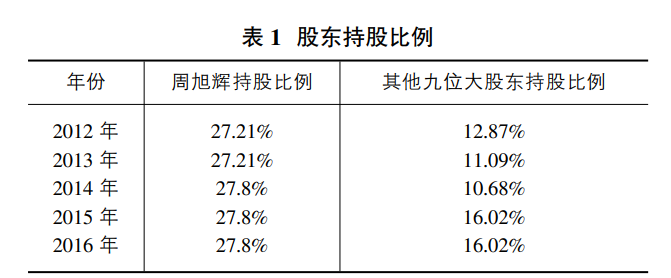 表 1 股东持股比例
年份 周旭辉持股比例 其他九位大股东持股比例
2012 年 27.21% 12.87%
2013 年 27.21% 11.09%
2014 年 27.8% 10.68%
2015 年 27.8% 16.02%
2016 年 27.8% 16.02%